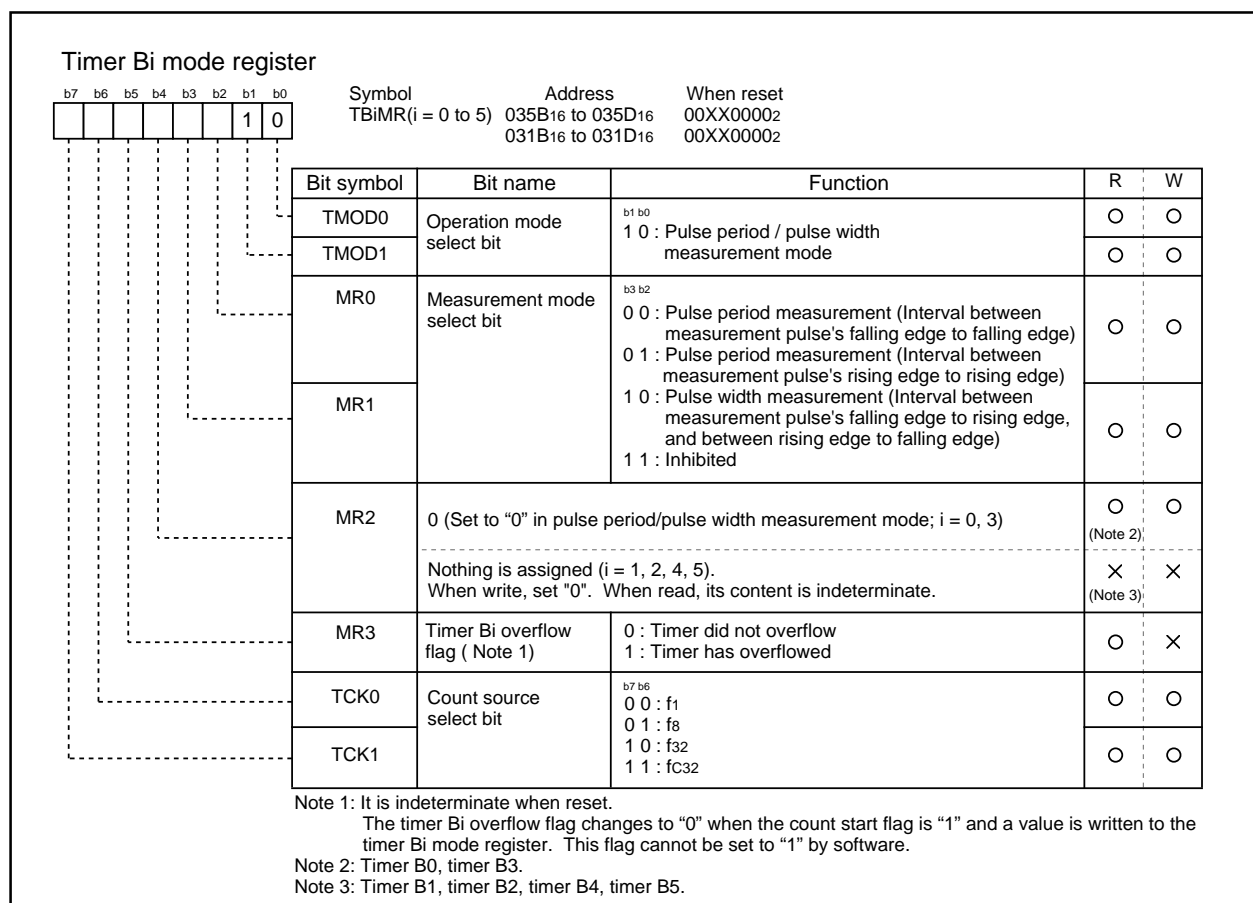 Timer Bi mode register
b7 b6 b5 b4 b3 b2 b1 b0
1 0
Symbol Address When reset
TBiMR(i = 0 to 5) 035B16 to 035D16 00XX00002
031B16 to 031D16 00XX00002
Bit symbol Bit name Function R W
TMOD0
TMOD1
Operation mode
select bit
b1 b0
1 0 : Pulse period / pulse width
measurement mode
MR0
MR1
Measurement mode
select bit
b3 b2
0 0 : Pulse period measurement (Interval between
measurement pulse's falling edge to falling edge)
0 1 : Pulse period measurement (Interval between
measurement pulse's rising edge to rising edge)
1 0 : Pulse width measurement (Interval between
measurement pulse's falling edge to rising edge,
and between rising edge to falling edge)
1 1 : Inhibited
MR2
0 (Set to “0” in pulse period/pulse width measurement mode; i = 0, 3)
(Note 2)
Nothing is assigned (i = 1, 2, 4, 5).
When write, set "0". When read, its content is indeterminate.
(Note 3)
MR3
Timer Bi overflow
flag ( Note 1)
0 : Timer did not overflow
1 : Timer has overflowed
TCK0
TCK1
Count source
select bit
b7 b6
0 0 : f1
0 1 : f8
1 0 : f32
1 1 : fC32
Note 1: It is indeterminate when reset.
The timer Bi overflow flag changes to “0” when the count start flag is “1” and a value is written to the
timer Bi mode register. This flag cannot be set to “1” by software.
Note 2: Timer B0, timer B3.
Note 3: Timer B1, timer B2, timer B4, timer B5.